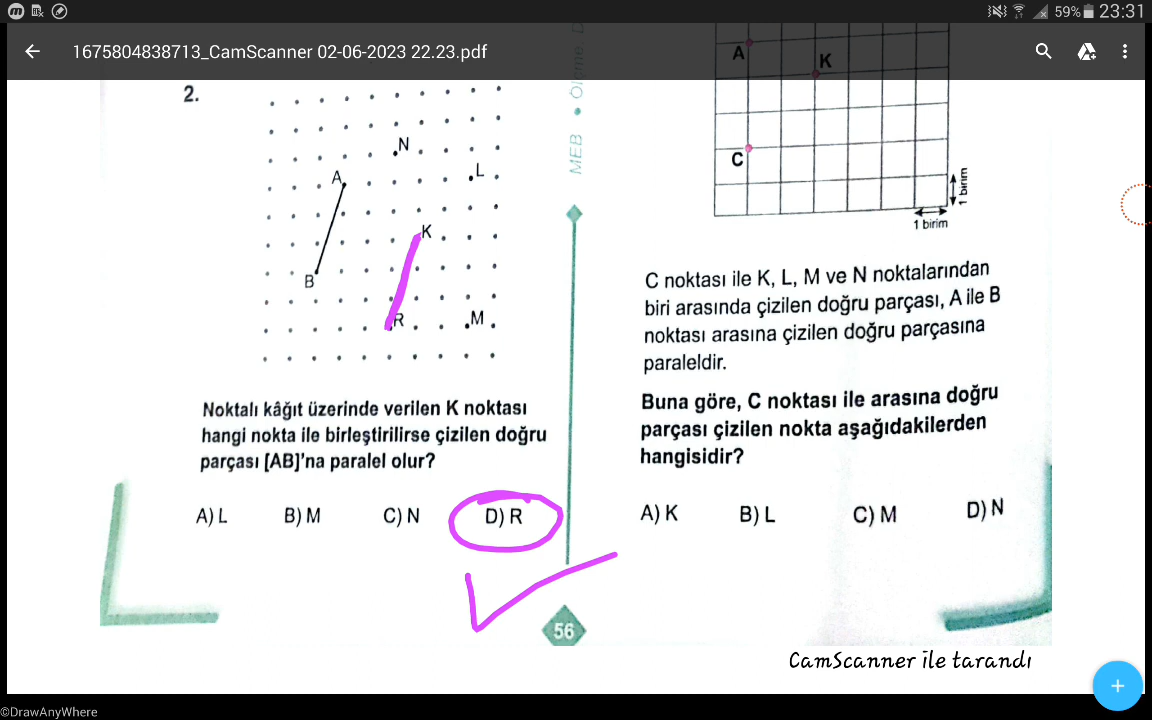 59% 23:31
1675804838713_CamScanner 02-06-2023 22.23.pdf
2.
N
L
A
K
B
R
M
Noktalı kâğıt üzerinde verilen K noktası
hangi nokta ile birleştirilirse çizilen doğru
parçası [AB]'na paralel olur?
A) L B) M C) N D) R
MEB • Ölçme
A
K
C
1 birim
1 birim
C noktası ile K, L, M ve N noktalarından
biri arasında çizilen doğru parçası, A ile B
noktası arasına çizilen doğru parçasına
paraleldir.
Buna göre, C noktası ile arasına doğru
parçası çizilen nokta aşağıdakilerden
hangisidir?
A) K B) L C) M D) N
56
CamScanner ile tarandı
©DrawAnyWhere